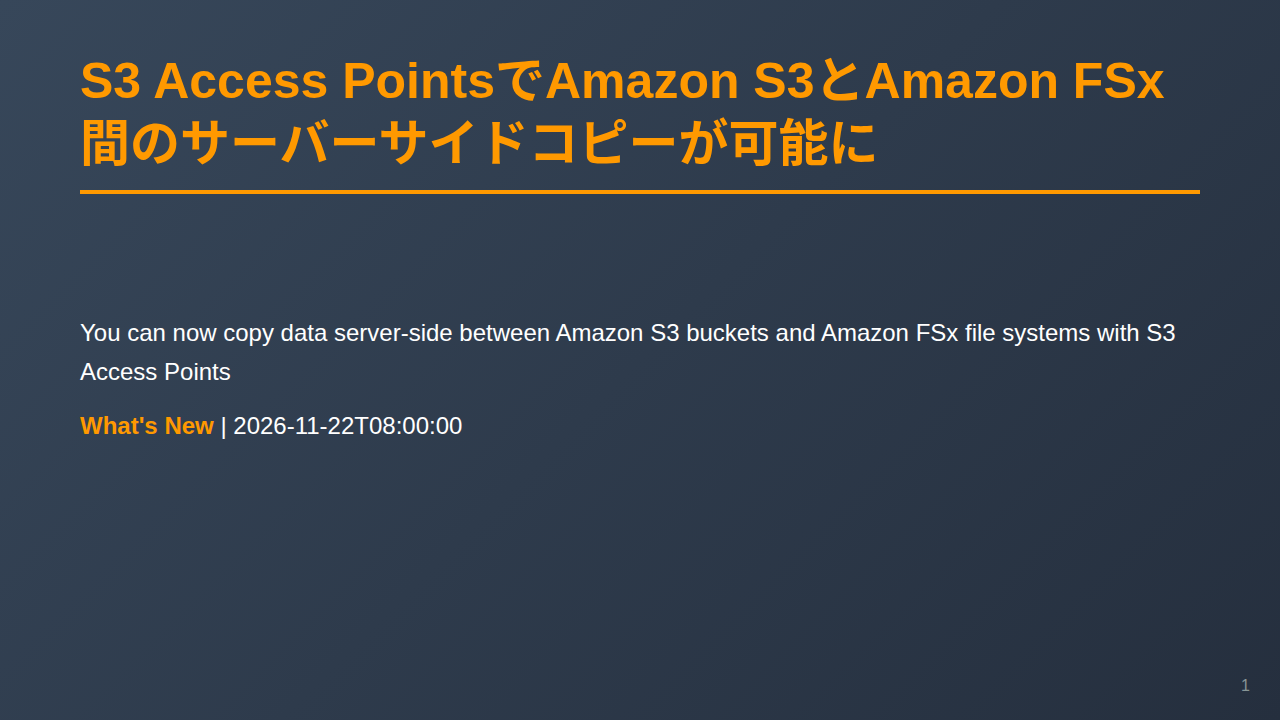 S3 Access PointsでAmazon S3とAmazon FSx
間のサーバーサイドコピーが可能に
You can now copy data server-side between Amazon S3 buckets and Amazon FSx file systems with S3
Access Points
What's New | 2026-11-22T08:00:00
1